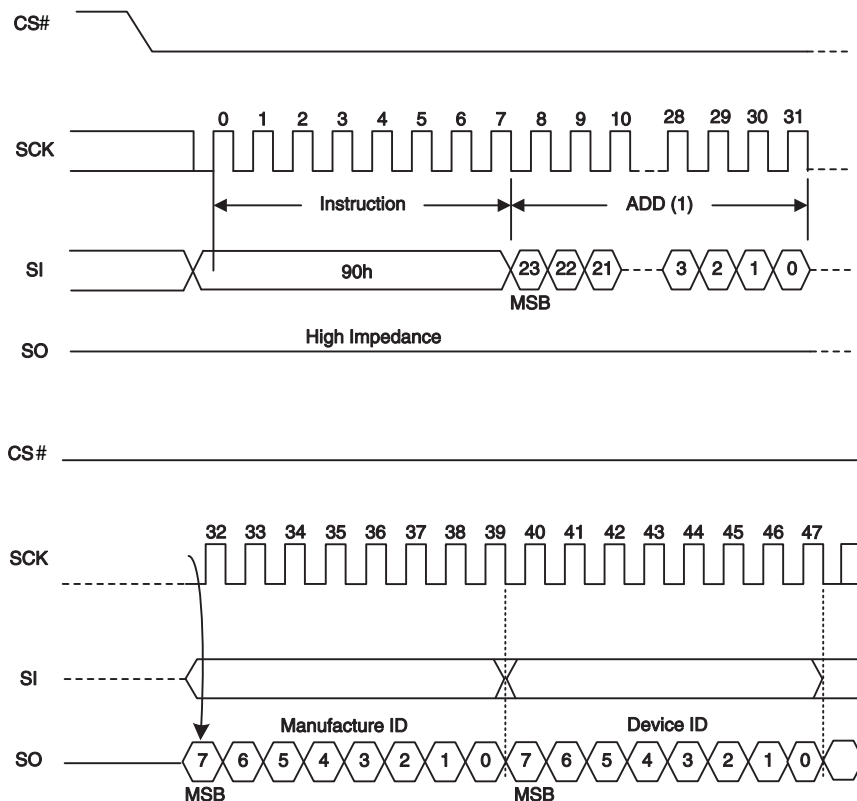 CS#
0 1 2 3 4 5 6 7 8 9 10 28 29 30 31
SCK
Instruction ADD (1)
SI 90h 23 22 21 3 2 1 0
MSB
High Impedance
SO
CS#
32 33 34 35 36 37 38 39 40 41 42 43 44 45 46 47
SCK
SI
Manufacture ID Device ID
SO 7 6 5 4 3 2 1 0 7 6 5 4 3 2 1 0
MSB MSB